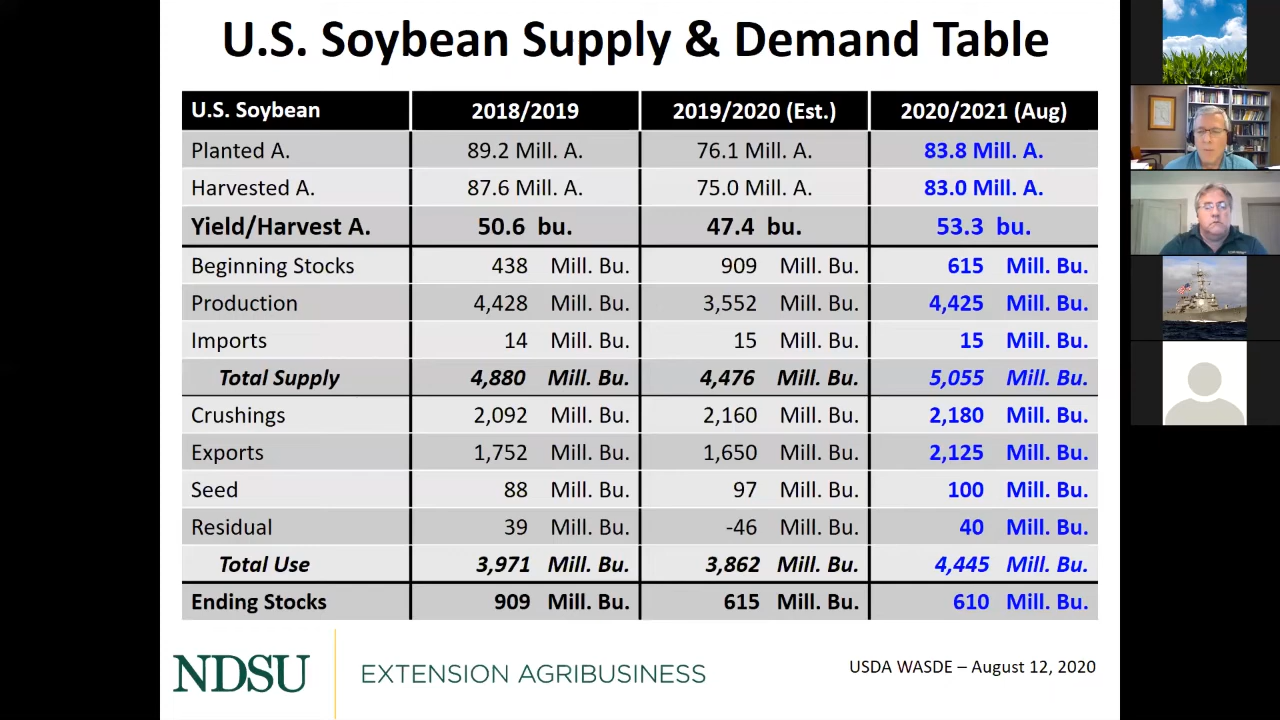 U.S. Soybean Supply & Demand Table
U.S. Soybean 2018/2019 2019/2020 (Est.) 2020/2021 (Aug)
Planted A. 89.2 Mill. A. 76.1 Mill. A. 83.8 Mill. A.
Harvested A. 87.6 Mill. A. 75.0 Mill. A. 83.0 Mill. A.
Yield/Harvest A. 50.6 bu. 47.4 bu. 53.3 bu.
Beginning Stocks 438 Mill. Bu. 909 Mill. Bu. 615 Mill. Bu.
Production 4,428 Mill. Bu. 3,552 Mill. Bu. 4,425 Mill. Bu.
Imports 14 Mill. Bu. 15 Mill. Bu. 15 Mill. Bu.
Total Supply 4,880 Mill. Bu. 4,476 Mill. Bu. 5,055 Mill. Bu.
Crushings 2,092 Mill. Bu. 2,160 Mill. Bu. 2,180 Mill. Bu.
Exports 1,752 Mill. Bu. 1,650 Mill. Bu. 2,125 Mill. Bu.
Seed 88 Mill. Bu. 97 Mill. Bu. 100 Mill. Bu.
Residual 39 Mill. Bu. -46 Mill. Bu. 40 Mill. Bu.
Total Use 3,971 Mill. Bu. 3,862 Mill. Bu. 4,445 Mill. Bu.
Ending Stocks 909 Mill. Bu. 615 Mill. Bu. 610 Mill. Bu.
NDSU EXTENSION AGRIBUSINESS
USDA WASDE – August 12, 2020